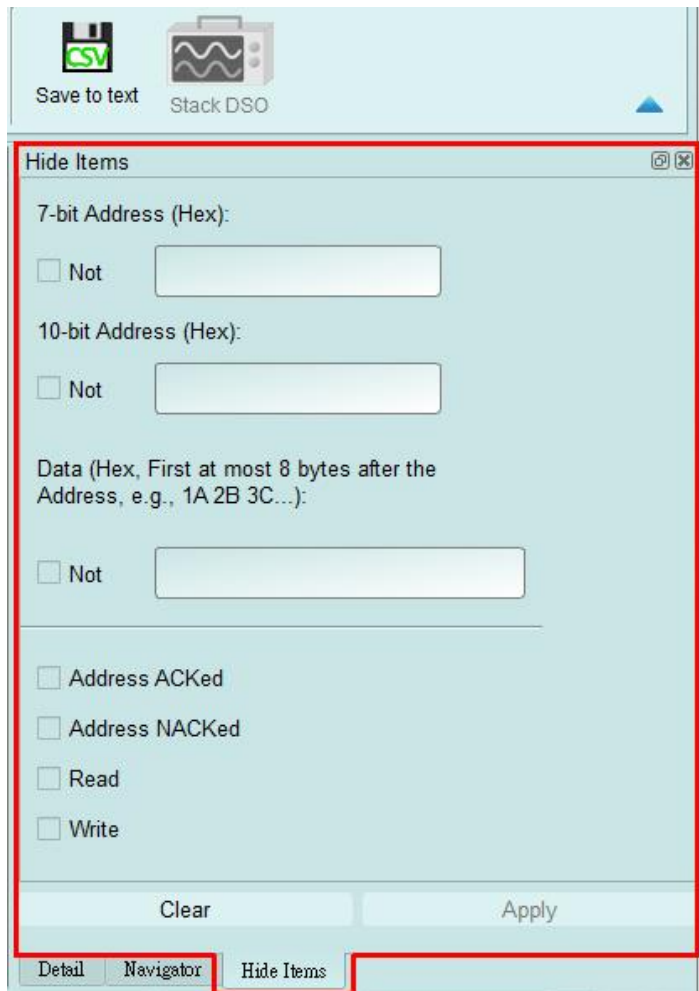 CSV
Save to text
Stack DSO
Hide Items
7-bit Address (Hex):
Not
10-bit Address (Hex):
Not
Data (Hex, First at most 8 bytes after the
Address, e.g., 1A 2B 3C...):
Not
Address ACKed
Address NACKed
Read
Write
Clear Apply
Detail Navigator Hide Items